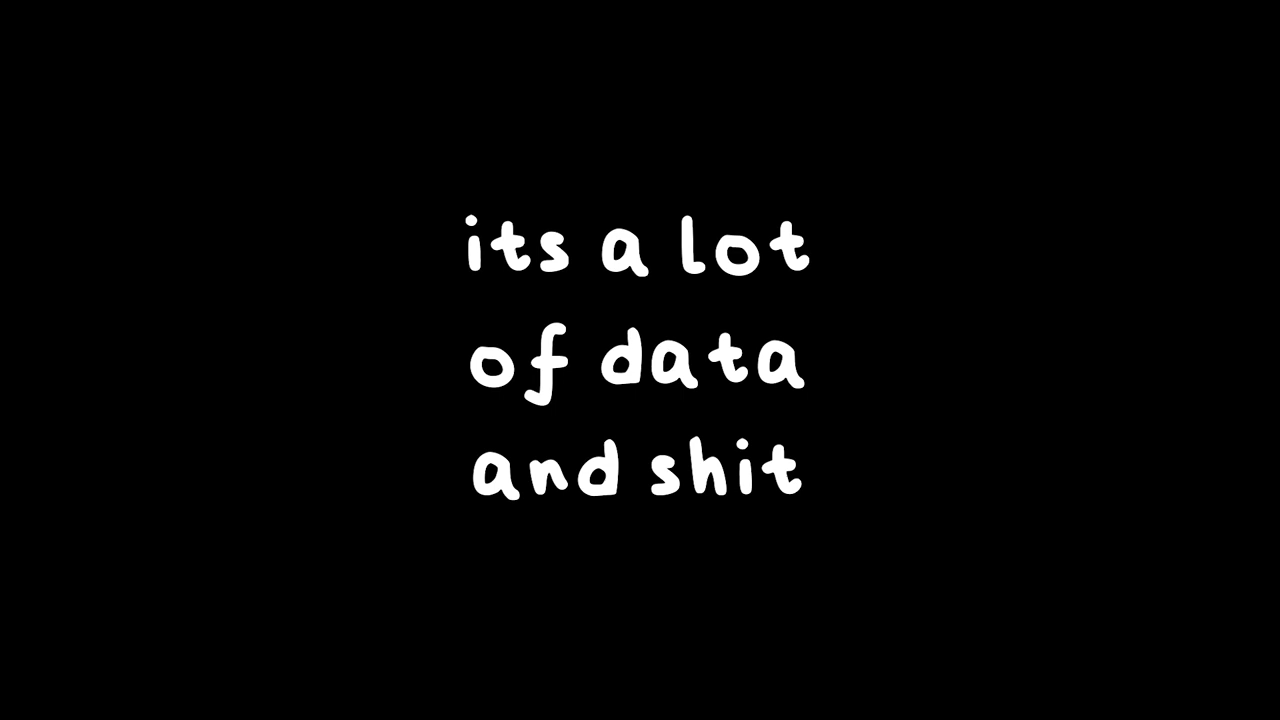 its a lot
of data
and shit